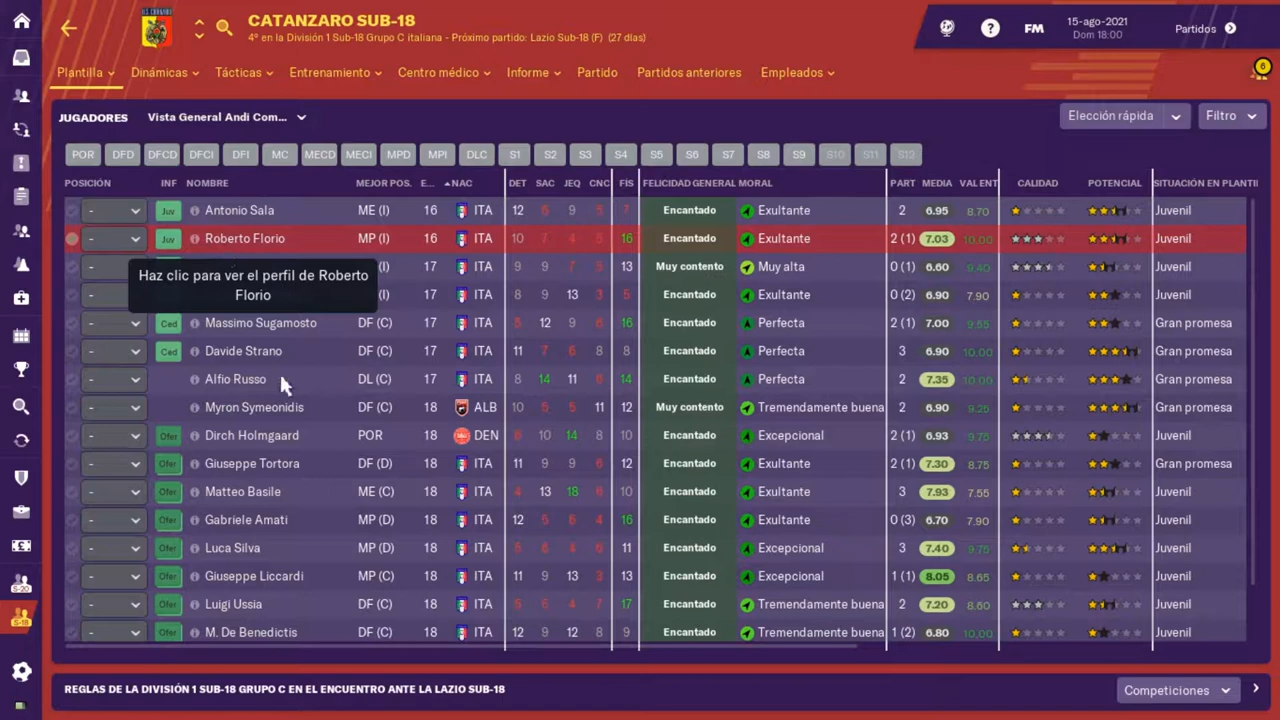 CATANZARO SUB-18
4º en la División 1 Sub-18 Grupo C italiana - Próximo partido: Lazio Sub-18 (F) (27 días)
FM
15-ago-2021
Dom 18:00
Partidos
Plantilla Dinámicas Tácticas Entrenamiento Centro médico Informe Partido Partidos anteriores Empleados
6
JUGADORES Vista General Andi Com... Elección rápida Filtro
POR DFD DFCD DFCI DFI MC MECD MECI MPD MPI DLC S1 S2 S3 S4 S5 S6 S7 S8 S9 S10 S11 S12
POSICIÓN INF NOMBRE MEJOR POS. E... NAC DET SAC JEQ CNC FÍS FELICIDAD GENERAL MORAL PART MEDIA VAL ENT CALIDAD POTENCIAL SITUACIÓN EN PLANTI
- Juv Antonio Sala ME (I) 16 ITA 12 6 9 5 7 Encantado Exultante 2 6.95 8.70 Juvenil
- Juv Roberto Florio MP (I) 16 ITA 10 7 4 5 16 Encantado Exultante 2 (1) 7.03 10.00 Juvenil
- (I) 17 ITA 9 9 7 5 13 Muy contento Muy alta 0 (1) 6.60 9.40 Juvenil
Haz clic para ver el perfil de Roberto
Florio
- (I) 17 ITA 8 9 13 3 5 Encantado Exultante 0 (2) 6.90 7.90 Juvenil
- Ced Massimo Sugamosto DF (C) 17 ITA 12 9 6 16 Encantado Perfecta 2 (1) 7.00 9.55 Gran promesa
- Ced Davide Strano DF (C) 17 ITA 11 7 6 8 8 Encantado Perfecta 3 6.90 10.00 Gran promesa
- Alfio Russo DL (C) 17 ITA 8 14 11 6 14 Encantado Perfecta 2 7.35 10.00 Gran promesa
- Myron Symeonidis DF (C) 18 ALB 10 5 11 12 Muy contento Tremendamente buena 2 6.90 9.25 Gran promesa
- Ofer Dirch Holmgaard POR 18 DEN 10 14 8 10 Encantado Excepcional 2 (1) 6.93 9.75 Juvenil
- Ofer Giuseppe Tortora DF (D) 18 ITA 11 9 9 6 12 Encantado Exultante 2 (1) 7.30 8.75 Gran promesa
- Ofer Matteo Basile ME (C) 18 ITA 4 13 18 6 10 Encantado Exultante 3 7.93 7.55 Juvenil
- Ofer Gabriele Amati MP (D) 18 ITA 12 4 16 Encantado Exultante 0 (3) 6.70 7.90 Juvenil
- Ofer Luca Silva MP (D) 18 ITA 4 11 Encantado Excepcional 3 7.40 9.75 Juvenil
- Ofer Giuseppe Liccardi MP (C) 18 ITA 11 9 13 3 13 Encantado Excepcional 1 (1) 8.05 8.65 Juvenil
- Ofer Luigi Ussia DF (C) 18 ITA 4 7 17 Encantado Tremendamente buena 2 7.20 8.60 Juvenil
- Ofer M. De Benedictis DF (C) 18 ITA 12 9 12 8 9 Encantado Tremendamente buena 1 (2) 6.80 10.00 Juvenil
S-20
S-18
REGLAS DE LA DIVISIÓN 1 SUB-18 GRUPO C EN EL ENCUENTRO ANTE LA LAZIO SUB-18 Competiciones